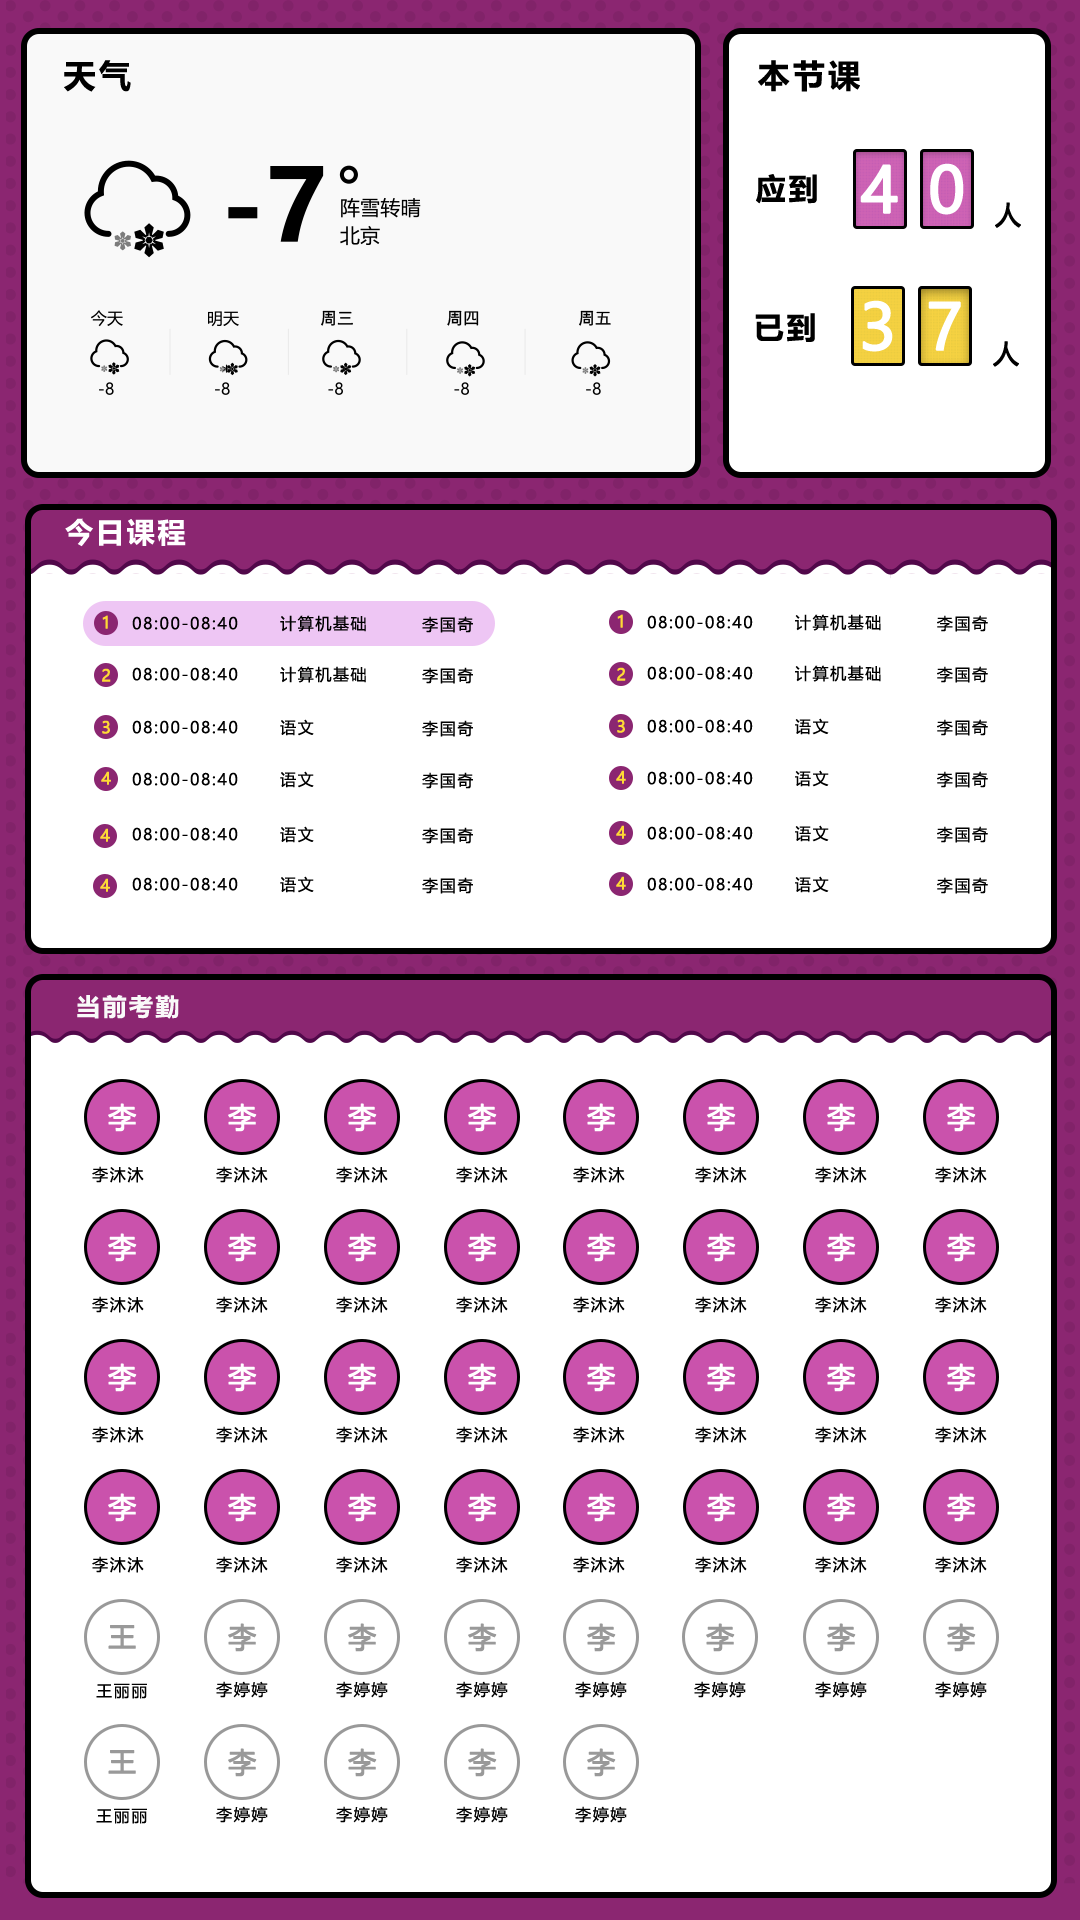 天气
-7°
阵雪转晴
北京
今天 明天 周三 周四 周五
-8 -8 -8 -8 -8
本节课
应到 40 人
已到 37 人
今日课程
1 08:00-08:40 计算机基础 李国奇
2 08:00-08:40 计算机基础 李国奇
3 08:00-08:40 语文 李国奇
4 08:00-08:40 语文 李国奇
4 08:00-08:40 语文 李国奇
4 08:00-08:40 语文 李国奇
1 08:00-08:40 计算机基础 李国奇
2 08:00-08:40 计算机基础 李国奇
3 08:00-08:40 语文 李国奇
4 08:00-08:40 语文 李国奇
4 08:00-08:40 语文 李国奇
4 08:00-08:40 语文 李国奇
当前考勤
李 李 李 李 李 李 李 李
李沐沐 李沐沐 李沐沐 李沐沐 李沐沐 李沐沐 李沐沐 李沐沐
李 李 李 李 李 李 李 李
李沐沐 李沐沐 李沐沐 李沐沐 李沐沐 李沐沐 李沐沐 李沐沐
李 李 李 李 李 李 李 李
李沐沐 李沐沐 李沐沐 李沐沐 李沐沐 李沐沐 李沐沐 李沐沐
李 李 李 李 李 李 李 李
李沐沐 李沐沐 李沐沐 李沐沐 李沐沐 李沐沐 李沐沐 李沐沐
王 李 李 李 李 李 李 李
王丽丽 李婷婷 李婷婷 李婷婷 李婷婷 李婷婷 李婷婷 李婷婷
王 李 李 李 李
王丽丽 李婷婷 李婷婷 李婷婷 李婷婷